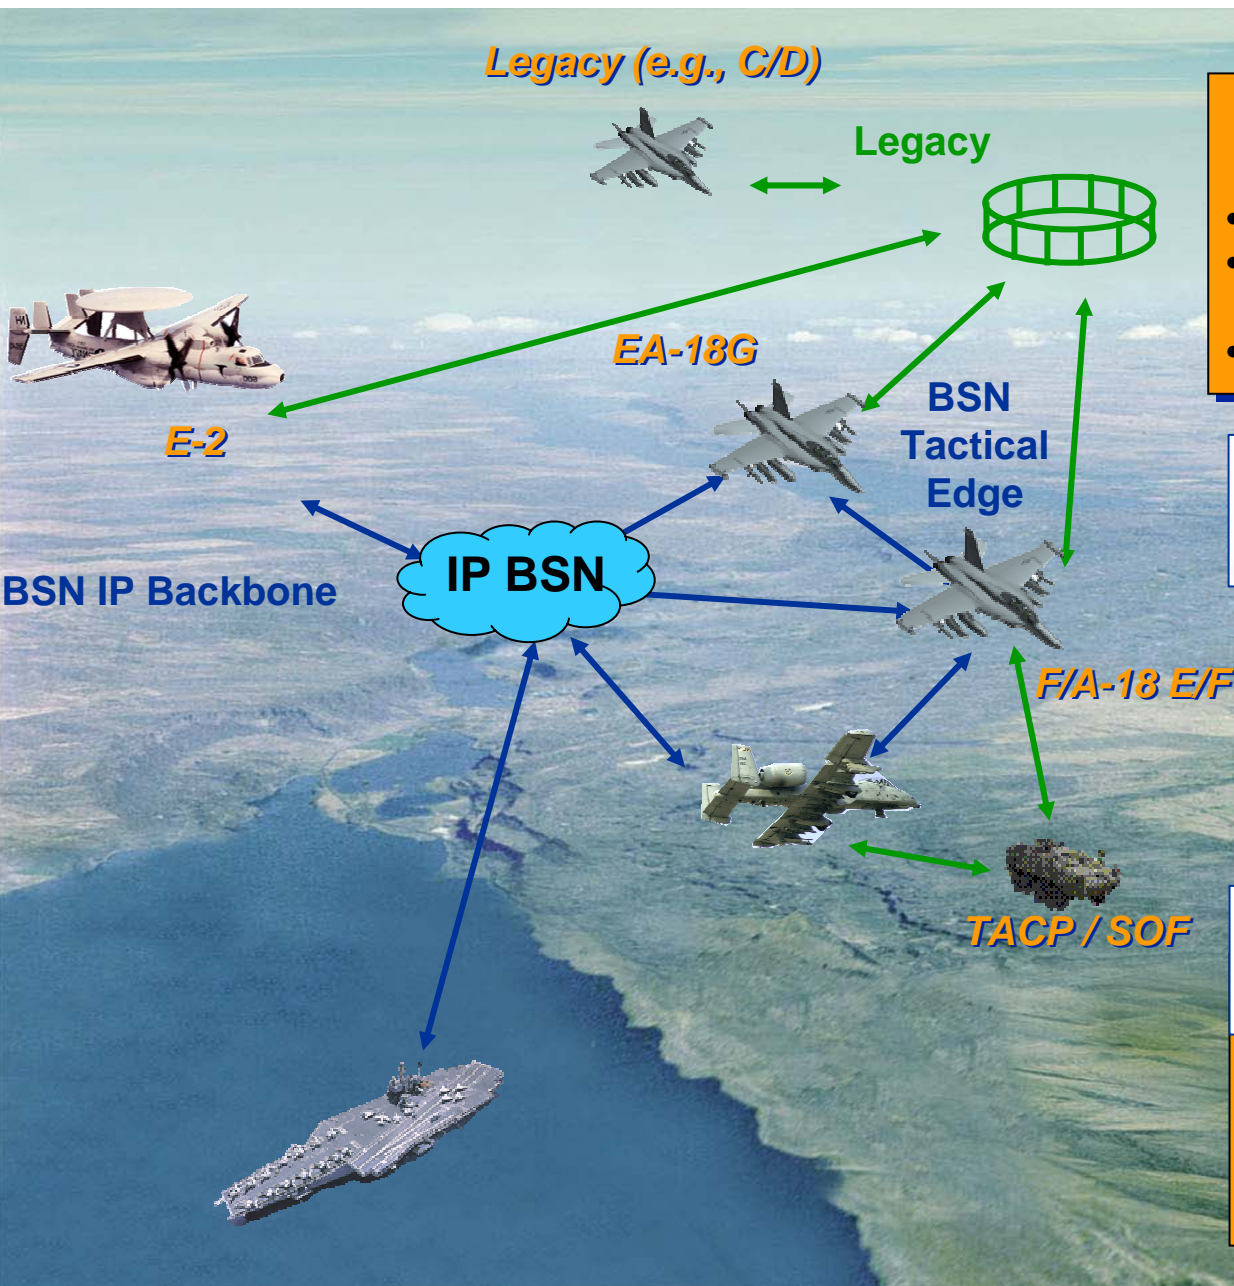 Legacy (e.g., C/D)
Legacy
EA-18G
BSN
Tactical
Edge
E-2
IP BSN
BSN IP Backbone
F/A-18 E/F
TACP / SOF